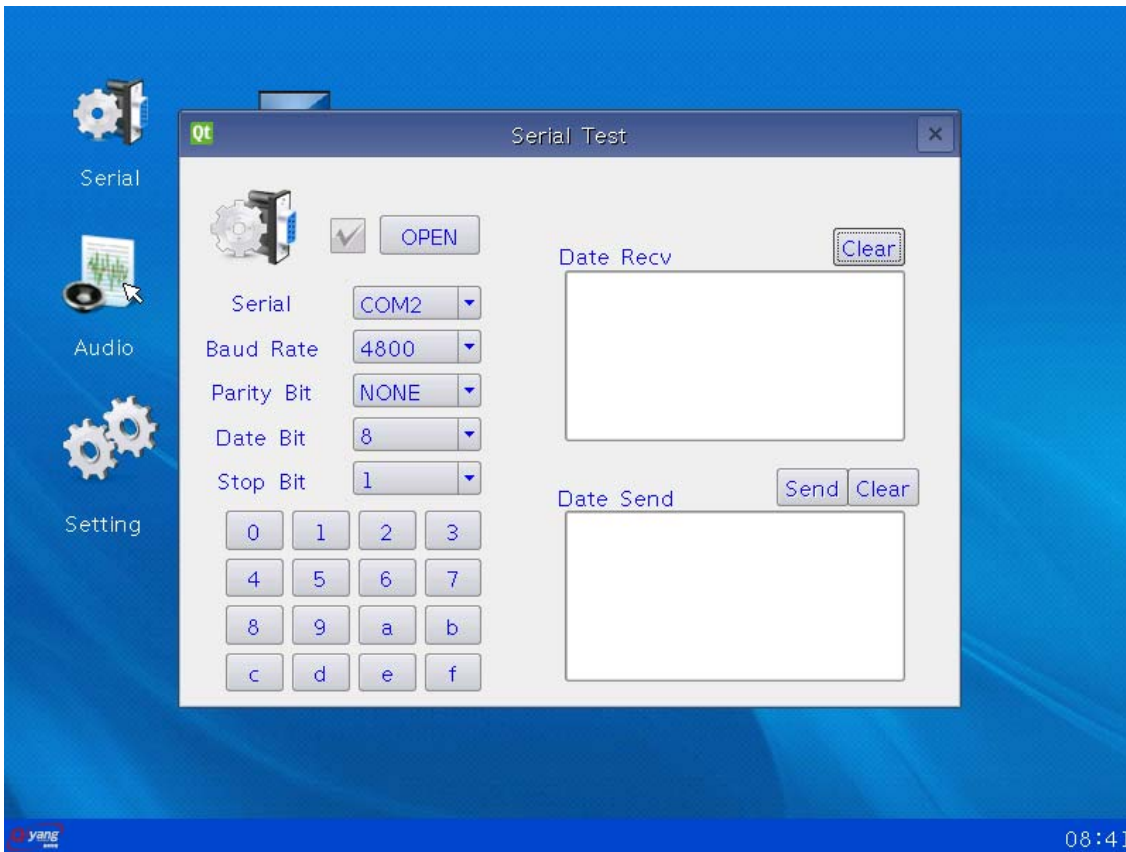 Serial
Audio
Setting
Qt
Serial Test
OPEN
Serial
COM2
Baud Rate
4800
Parity Bit
NONE
Date Bit
8
Stop Bit
1
0 1 2 3
4 5 6 7
8 9 a b
c d e f
Date Recv
Clear
Date Send
Send Clear
yang
08:41